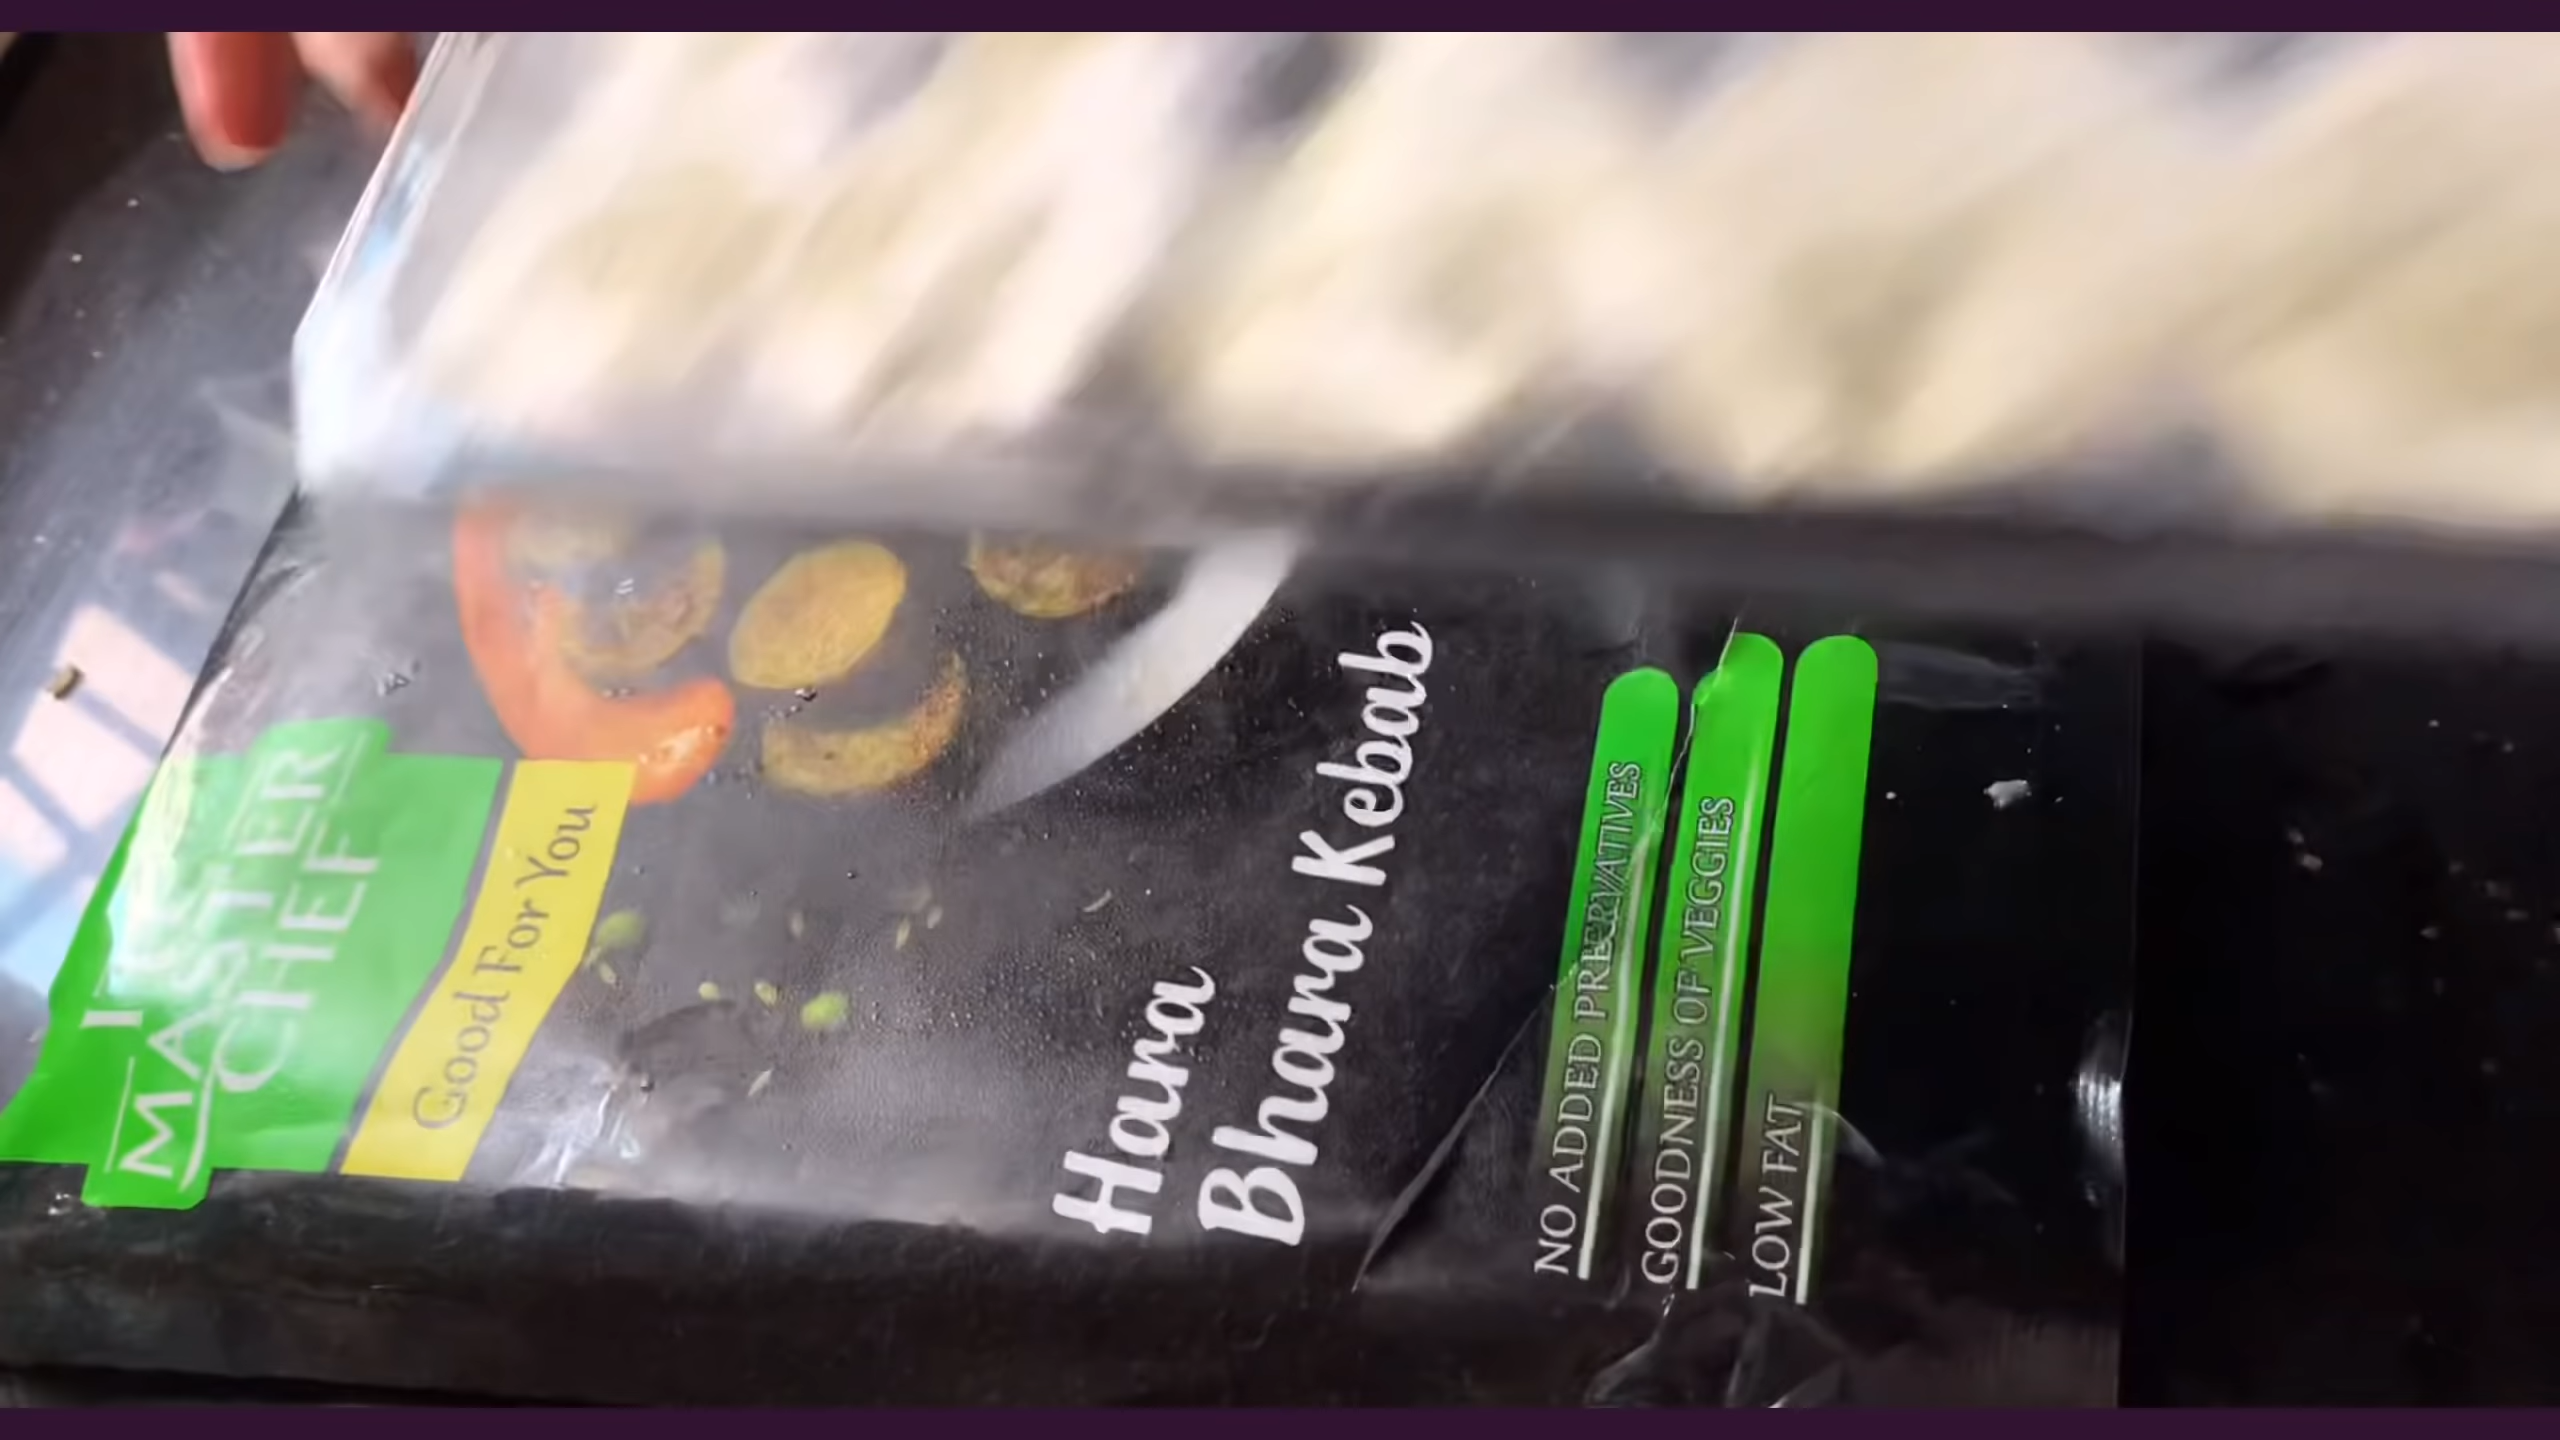 MASTER
CHEF
Good For You
Hara
Bhara Kebab
NO ADDED PRESERVATIVES
GOODNESS OF VEGGIES
LOW FAT